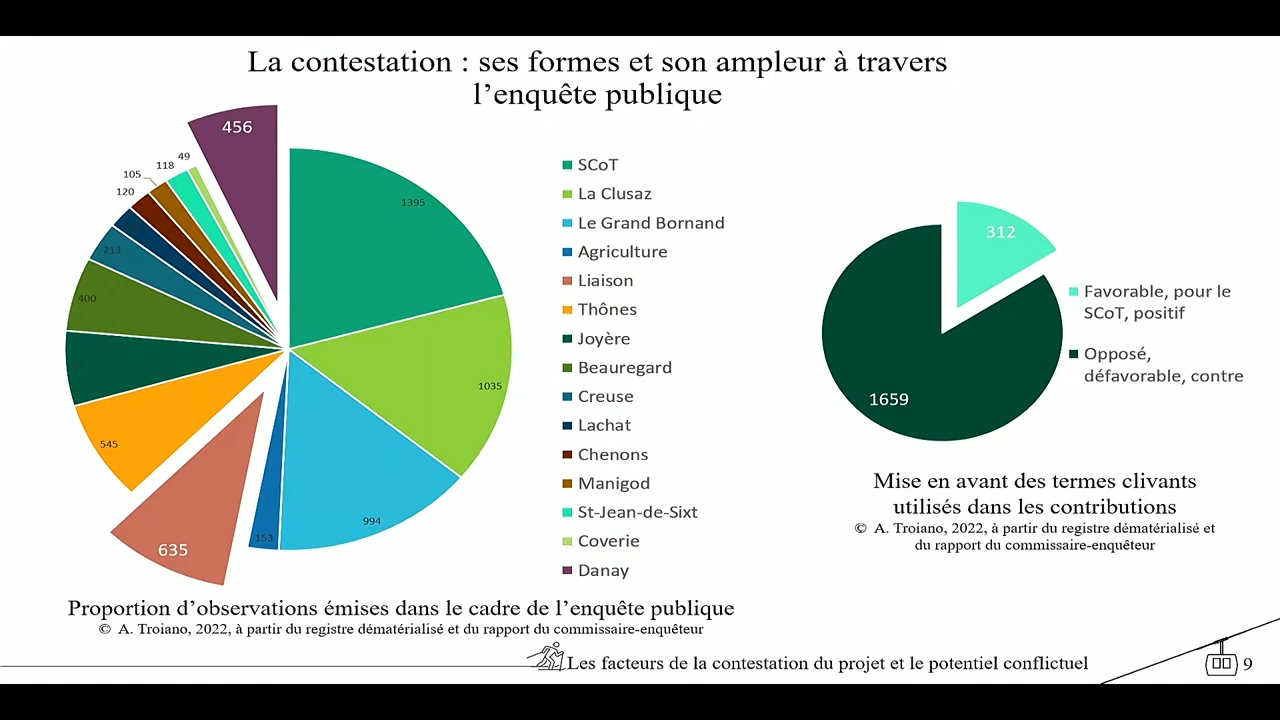 La contestation : ses formes et son ampleur à travers
l’enquête publique
456
49
118
105
120
213
400
545
635
153
994
1035
1395
SCoT
La Clusaz
Le Grand Bornand
Agriculture
Liaison
Thônes
Joyère
Beauregard
Creuse
Lachat
Chenons
Manigod
St-Jean-de-Sixt
Coverie
Danay
Proportion d’observations émises dans le cadre de l’enquête publique
© A. Troiano, 2022, à partir du registre dématérialisé et du rapport du commissaire-enquêteur
312
1659
Favorable, pour le
SCoT, positif
Opposé,
défavorable, contre
Mise en avant des termes clivants
utilisés dans les contributions
© A. Troiano, 2022, à partir du registre dématérialisé et
du rapport du commissaire-enquêteur
Les facteurs de la contestation du projet et le potentiel conflictuel
9